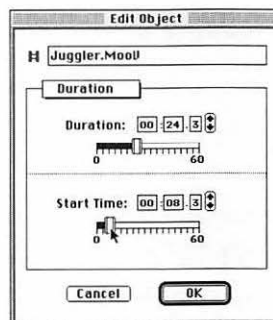 Edit Object
Juggler.MooV
Duration
Duration: 00:24.3
0 60
Start Time: 00:08.3
0 60
Cancel OK